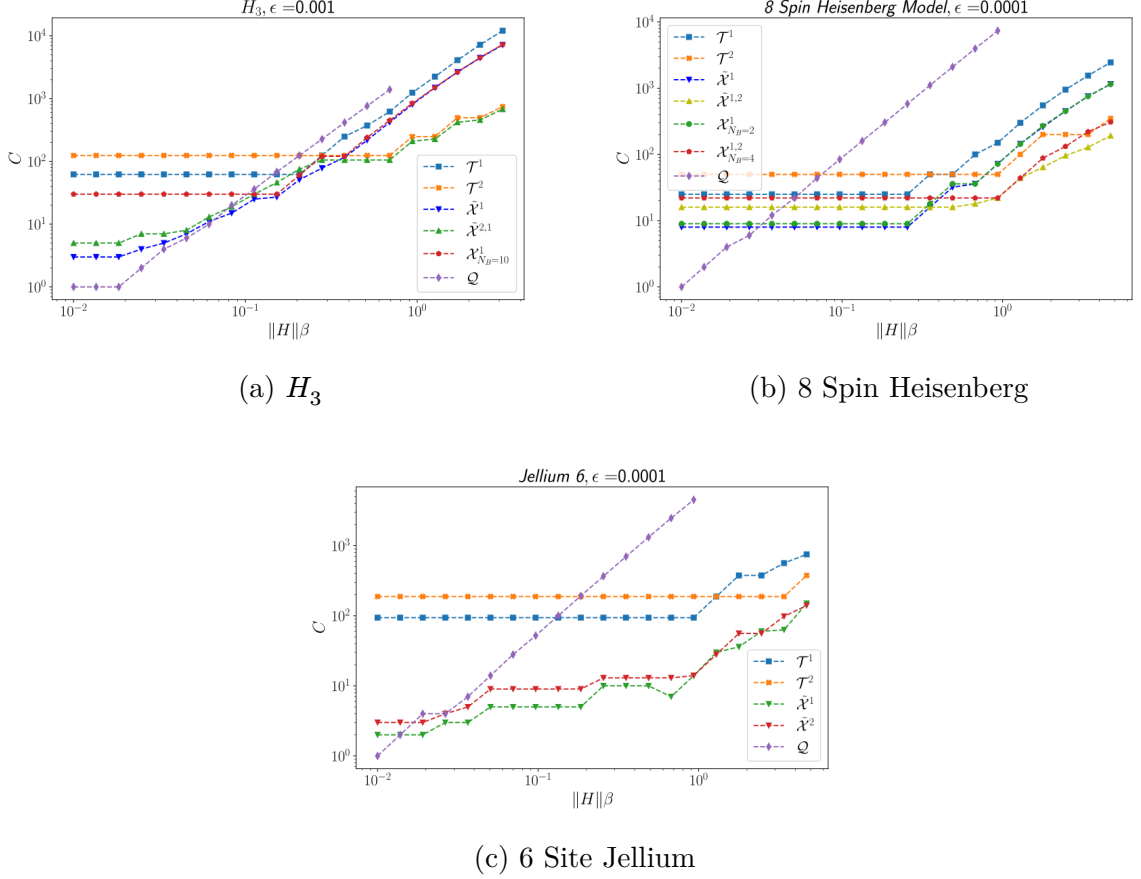 H₃, ϵ =0.001
10⁴
10³
10²
10¹
10⁰
C
10⁻²
10⁻¹
10⁰
‖H‖β
𝒯¹
𝒯²
𝒳̃¹
𝒳̃²,¹
𝒳¹_{N_B=10}
𝒬
(a) H₃
8 Spin Heisenberg Model, ϵ =0.0001
10⁴
10³
10²
10¹
10⁰
C
10⁻²
10⁻¹
10⁰
‖H‖β
𝒯¹
𝒯²
𝒳̃¹
𝒳̃¹,²
𝒳¹_{N_B=2}
𝒳¹,²_{N_B=4}
𝒬
(b) 8 Spin Heisenberg
Jellium 6, ϵ =0.0001
10³
10²
10¹
10⁰
C
10⁻²
10⁻¹
10⁰
‖H‖β
𝒯¹
𝒯²
𝒳̃¹
𝒳̃²
𝒬
(c) 6 Site Jellium